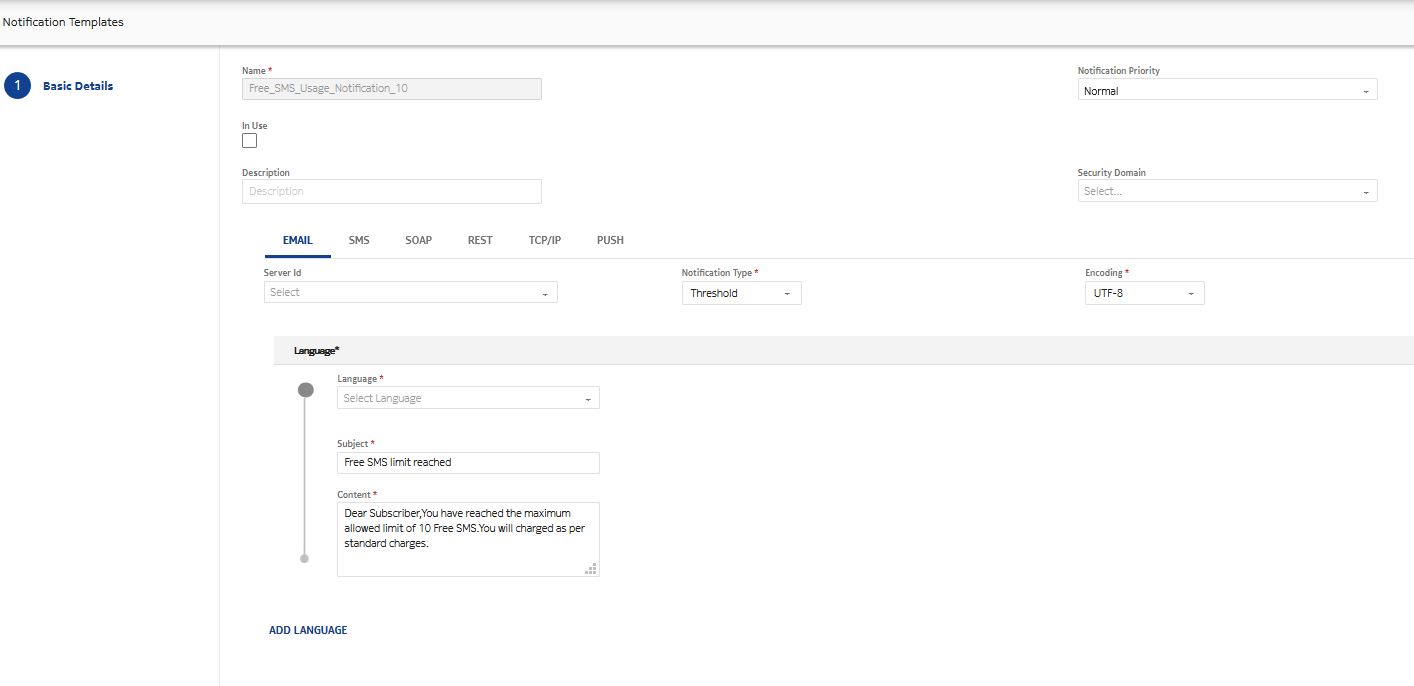 Notification Templates
1 Basic Details
Name *
Free_SMS_Usage_Notification_10
Notification Priority
Normal
In Use
Description
Description
Security Domain
Select...
EMAIL SMS SOAP REST TCP/IP PUSH
Server Id
Select
Notification Type *
Threshold
Encoding *
UTF-8
Language*
Language *
Select Language
Subject *
Free SMS limit reached
Content *
Dear Subscriber,You have reached the maximum
allowed limit of 10 Free SMS.You will charged as per
standard charges.
ADD LANGUAGE